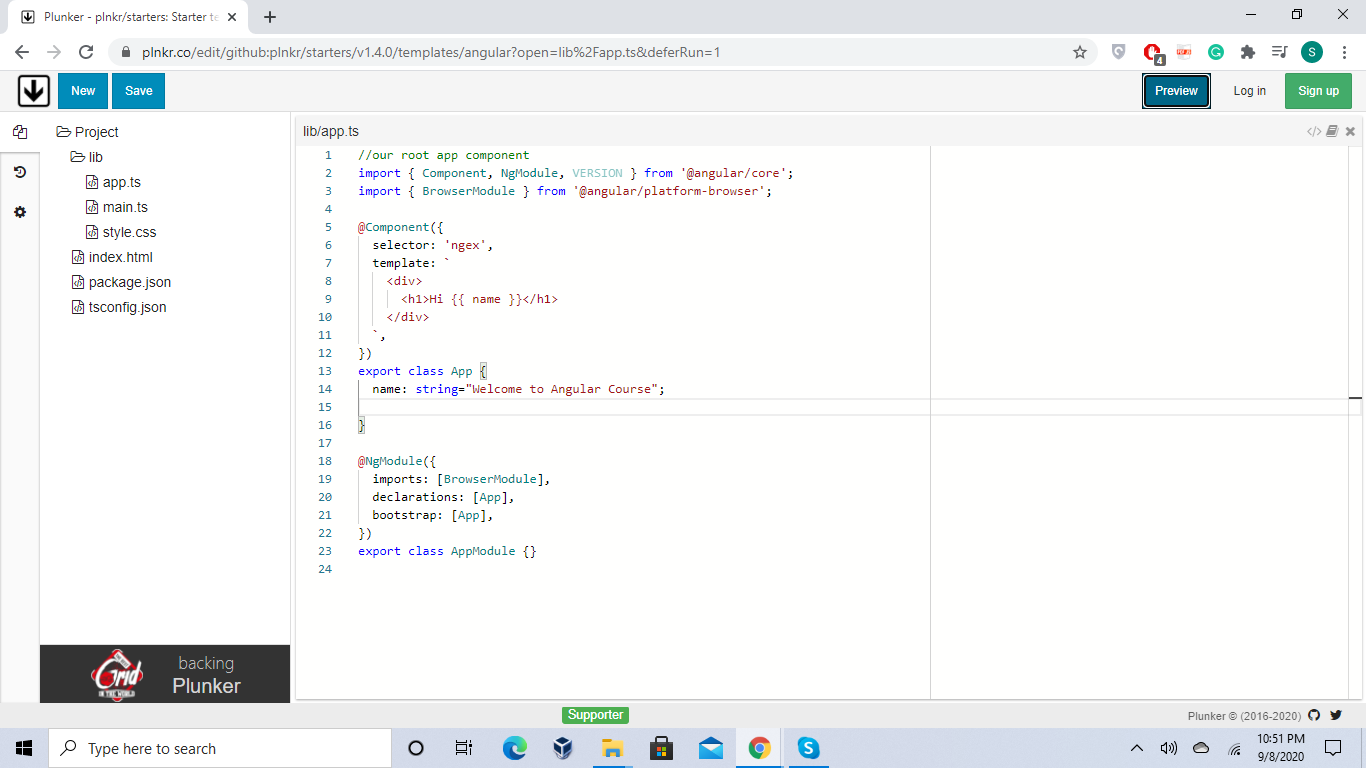 Plunker - plnkr/starters: Starter te
plnkr.co/edit/github:plnkr/starters/v1.4.0/templates/angular?open=lib%2Fapp.ts&deferRun=1
4
S
New
Save
Preview
Log in
Sign up
Project
lib
app.ts
main.ts
style.css
index.html
package.json
tsconfig.json
lib/app.ts
1 //our root app component
2 import { Component, NgModule, VERSION } from '@angular/core';
3 import { BrowserModule } from '@angular/platform-browser';
4
5 @Component({
6   selector: 'ngex',
7   template: `
8     <div>
9       <h1>Hi {{ name }}</h1>
10     </div>
11   `,
12 })
13 export class App {
14   name: string="Welcome to Angular Course";
15
16 }
17
18 @NgModule({
19   imports: [BrowserModule],
20   declarations: [App],
21   bootstrap: [App],
22 })
23 export class AppModule {}
24
Grid
IN THE WORLD
backing
Plunker
Supporter
Plunker © (2016-2020)
Type here to search
10:51 PM
9/8/2020